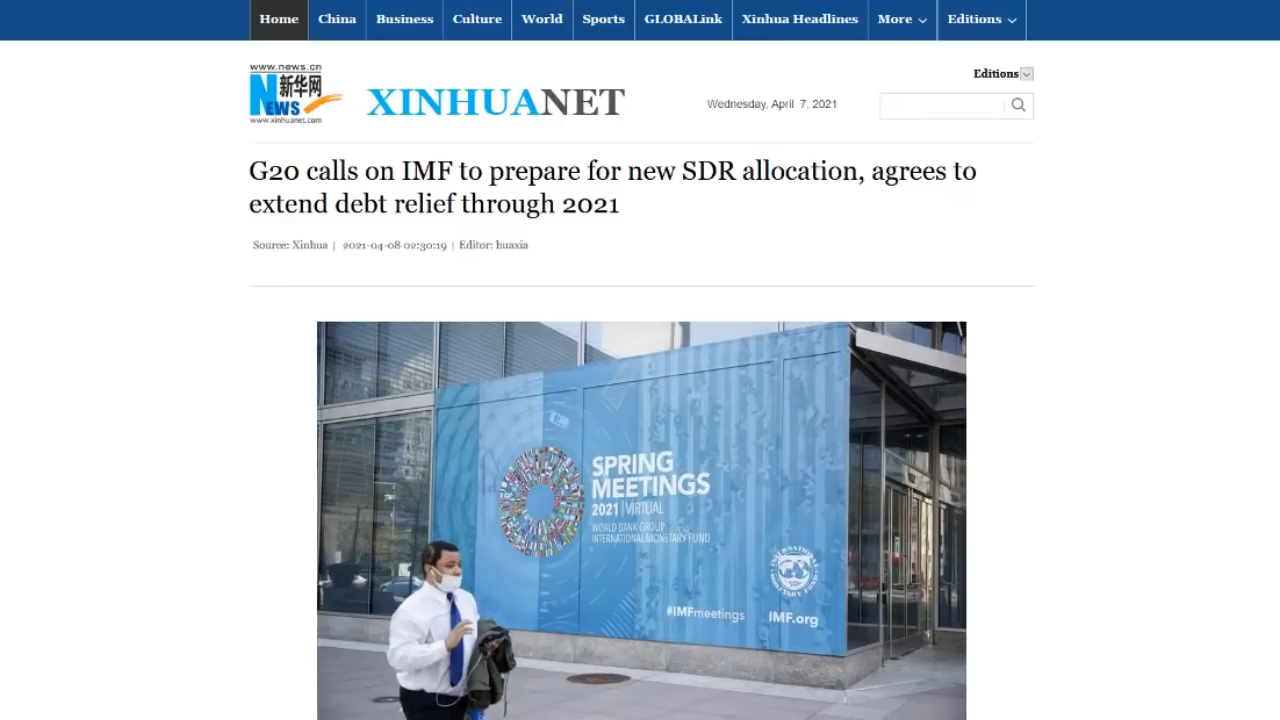 Home China Business Culture World Sports GLOBALink Xinhua Headlines More Editions
www.news.cn
新华网
NEWS
www.xinhuanet.com
XINHUANET
Wednesday, April 7, 2021
Editions
G20 calls on IMF to prepare for new SDR allocation, agrees to
extend debt relief through 2021
Source: Xinhua | 2021-04-08 02:30:19 | Editor: huaxia
SPRING
MEETINGS
2021 | VIRTUAL
WORLD BANK GROUP
INTERNATIONAL MONETARY FUND
INTERNATIONAL MONETARY FUND
#IMFmeetings IMF.org